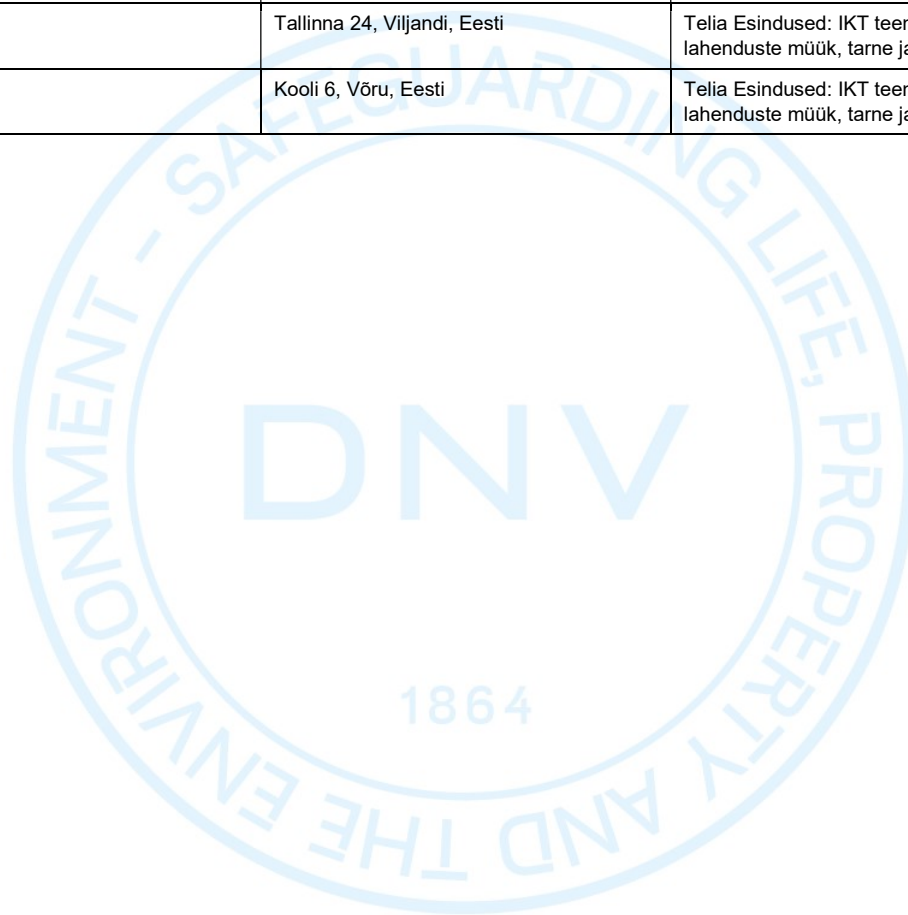 Tallinna 24, Viljandi, Eesti
Telia Esindused: IKT
lahenduste müük, tarne
Kooli 6, Võru, Eesti
Telia Esindused: IKT
lahenduste müük, tarne
SAFEGUARDING LIFE, PROPERTY AND THE ENVIRONMENT -
DNV
1864